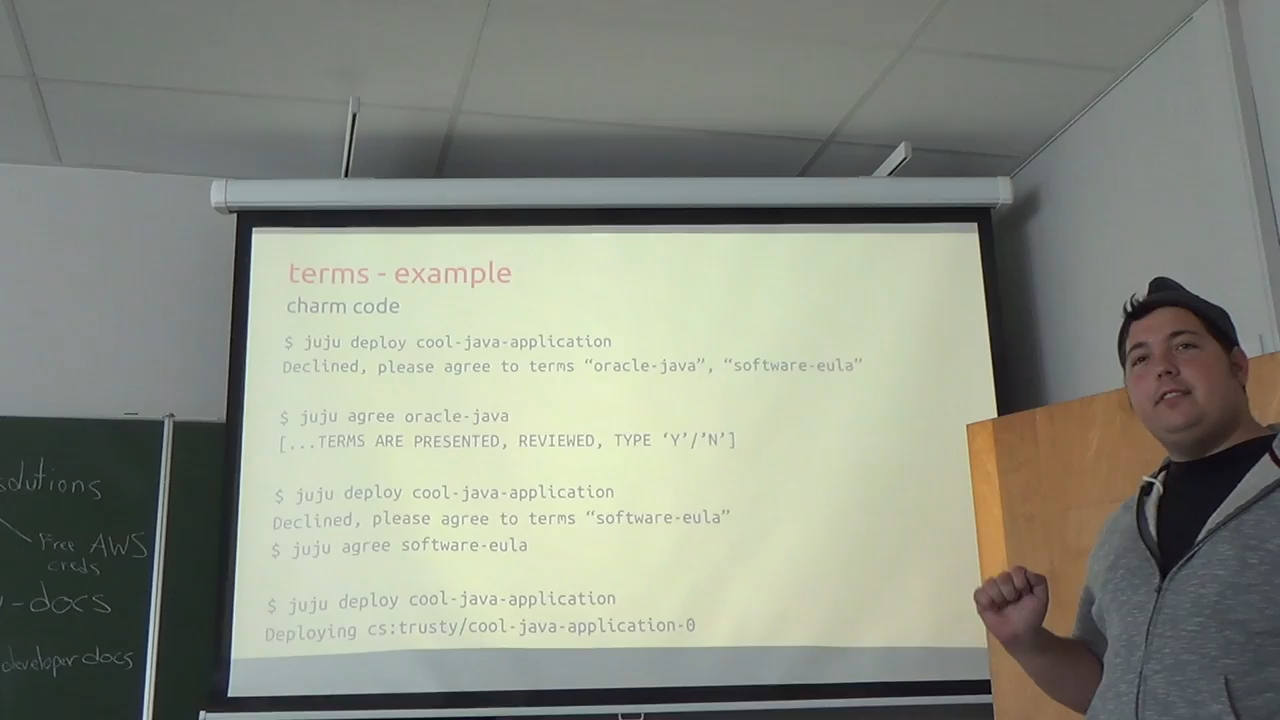 terms - example
charm code
$ juju deploy cool-java-application
Declined, please agree to terms “oracle-java”, “software-eula”
$ juju agree oracle-java
[...TERMS ARE PRESENTED, REVIEWED, TYPE ‘Y’/’N’]
$ juju deploy cool-java-application
Declined, please agree to terms “software-eula”
$ juju agree software-eula
$ juju deploy cool-java-application
Deploying cs:trusty/cool-java-application-0
Free AWS
creds
-docs
developer docs